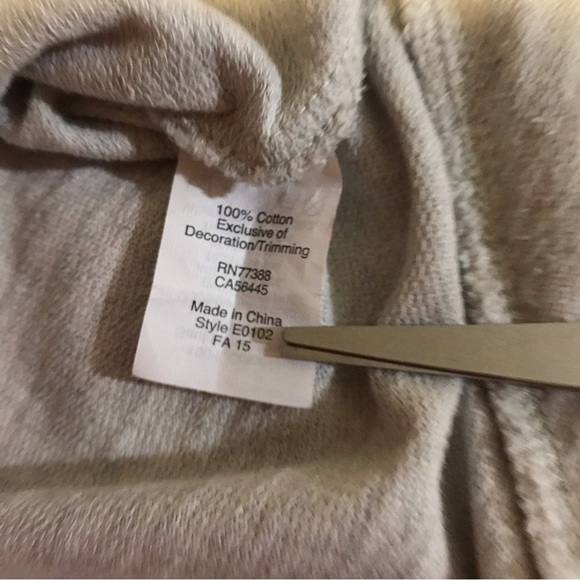 100% Cotton
Exclusive of
Decoration/Trimming
RN77388
CA56445
Made in China
Style E0102
FA 15